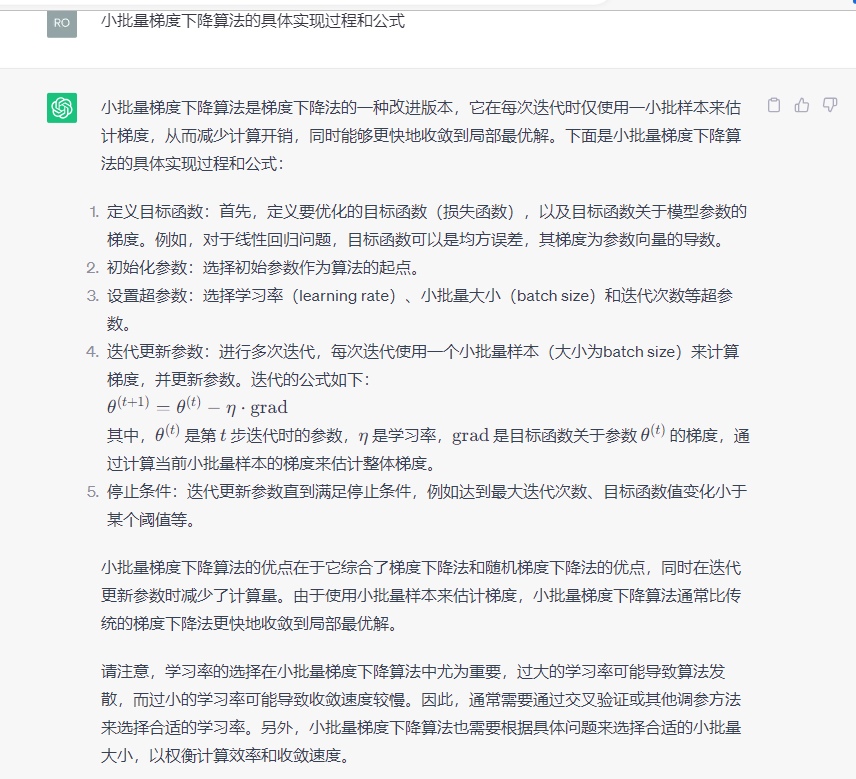 RO
小批量梯度下降算法的具体实现过程和公式
小批量梯度下降算法是梯度下降法的一种改进版本，它在每次迭代时仅使用一小批样本来估
计梯度，从而减少计算开销，同时能够更快地收敛到局部最优解。下面是小批量梯度下降算
法的具体实现过程和公式：
1. 定义目标函数：首先，定义要优化的目标函数（损失函数），以及目标函数关于模型参数的
梯度。例如，对于线性回归问题，目标函数可以是均方误差，其梯度为参数向量的导数。
2. 初始化参数：选择初始参数作为算法的起点。
3. 设置超参数：选择学习率（learning rate）、小批量大小（batch size）和迭代次数等超参
数。
4. 迭代更新参数：进行多次迭代，每次迭代使用一个小批量样本（大小为batch size）来计算
梯度，并更新参数。迭代的公式如下：
θ^(t+1) = θ^(t) − η · grad
其中，θ^(t) 是第 t 步迭代时的参数，η 是学习率，grad 是目标函数关于参数 θ^(t) 的梯度，通
过计算当前小批量样本的梯度来估计整体梯度。
5. 停止条件：迭代更新参数直到满足停止条件，例如达到最大迭代次数、目标函数值变化小于
某个阈值等。
小批量梯度下降算法的优点在于它综合了梯度下降法和随机梯度下降法的优点，同时在迭代
更新参数时减少了计算量。由于使用小批量样本来估计梯度，小批量梯度下降算法通常比传
统的梯度下降法更快地收敛到局部最优解。
请注意，学习率的选择在小批量梯度下降算法中尤为重要，过大的学习率可能导致算法发
散，而过小的学习率可能导致收敛速度较慢。因此，通常需要通过交叉验证或其他调参方法
来选择合适的学习率。另外，小批量梯度下降算法也需要根据具体问题来选择合适的小批量
大小，以权衡计算效率和收敛速度。